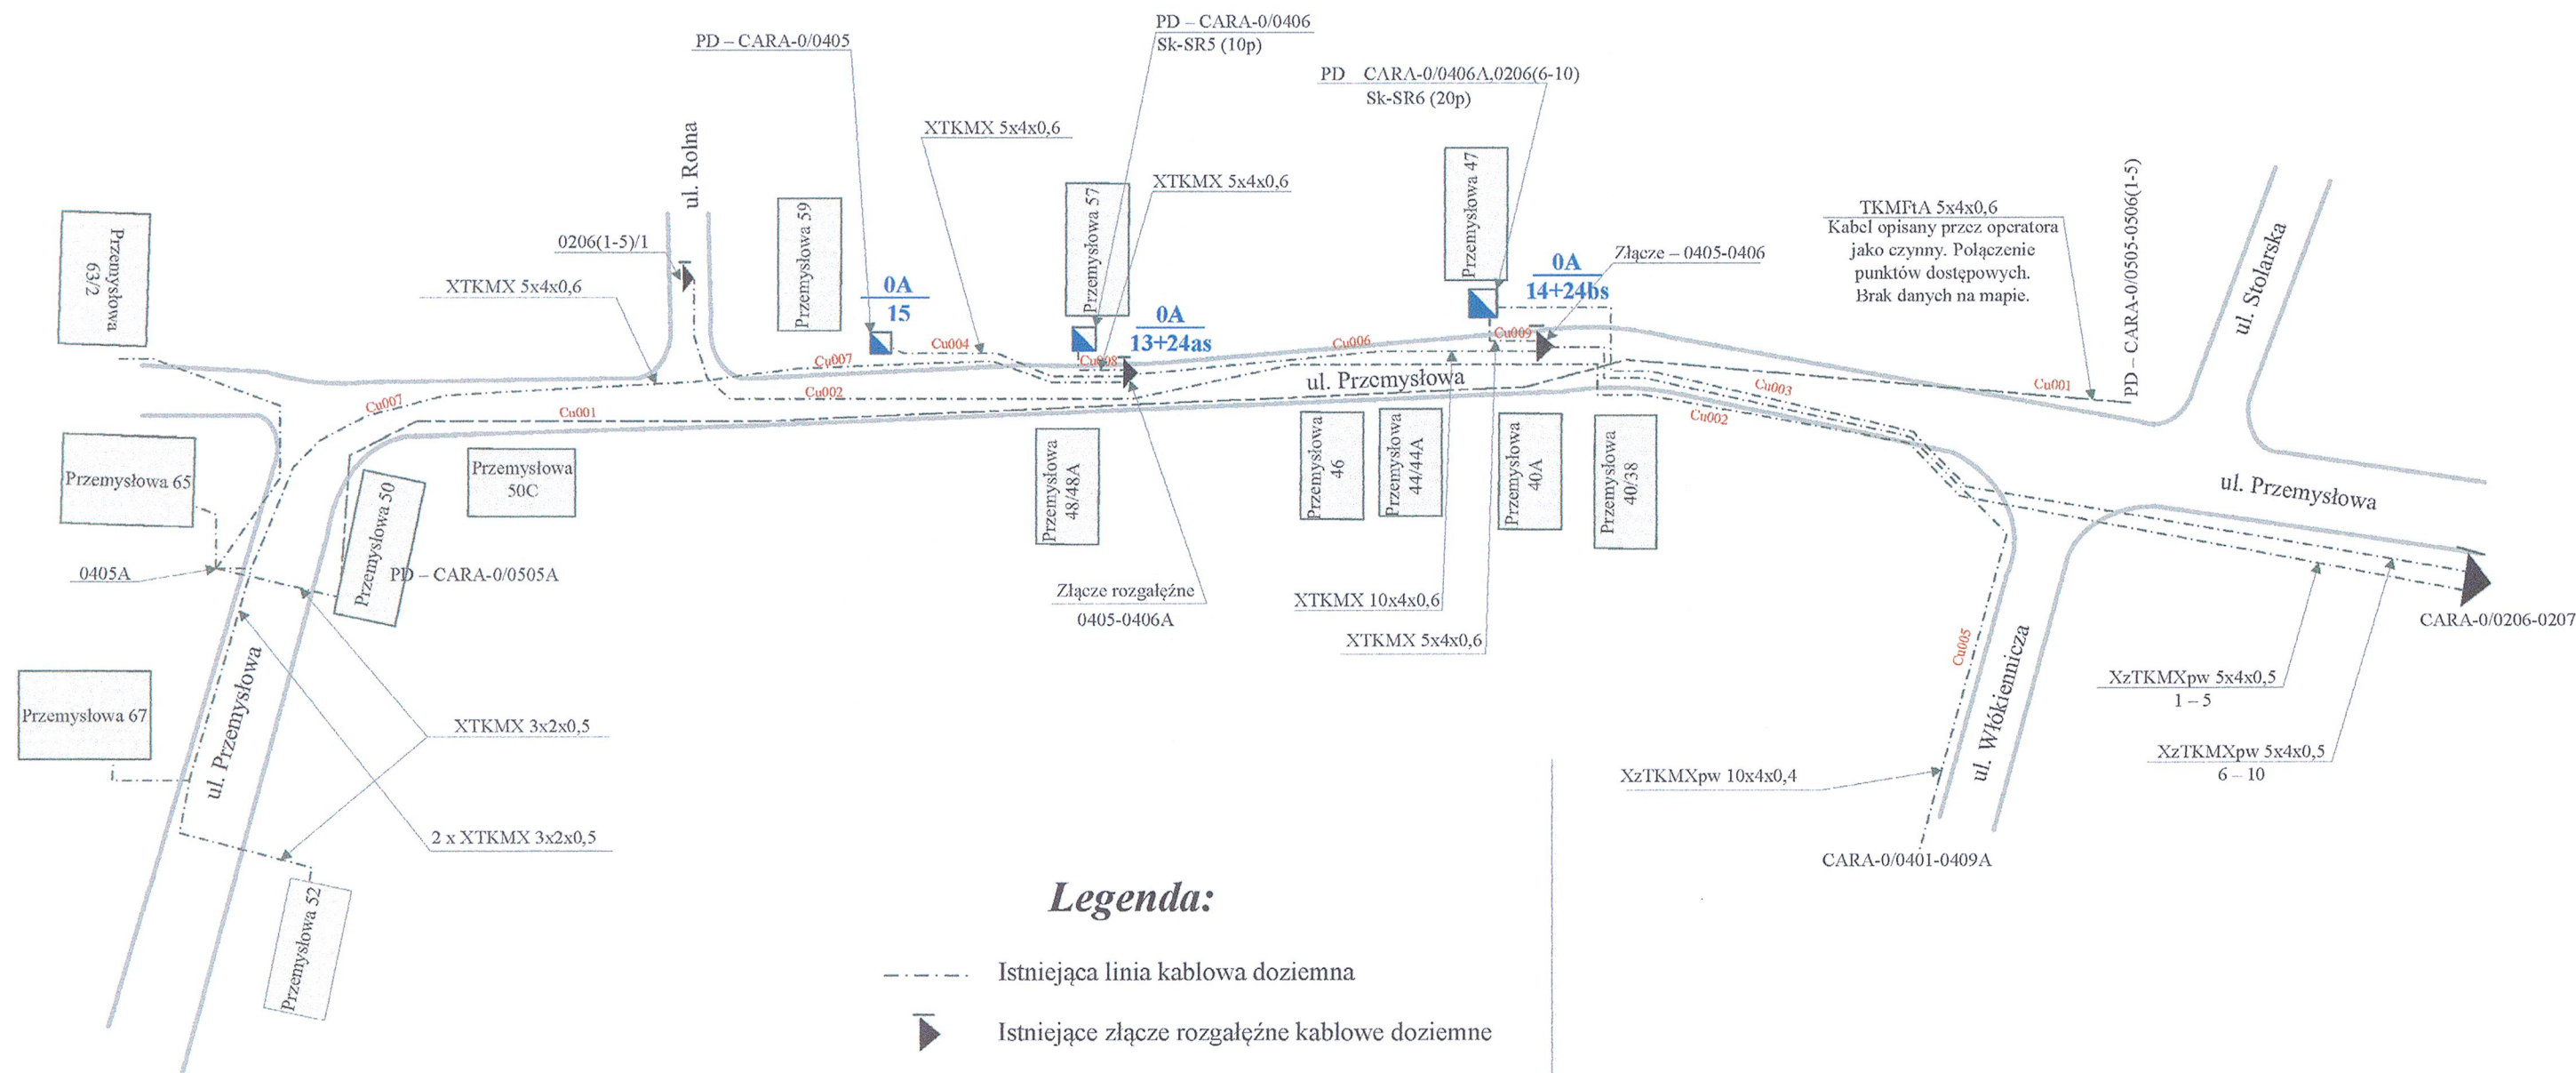 PD – CARA-0/0405
PD – CARA-0/0406
Sk-SR5 (10p)
PD CARA-0/0406A,0206(6-10)
Sk-SR6 (20p)
XTKMX 5x4x0,6
XTKMX 5x4x0,6
ul. Rolna
0206(1-5)/1
XTKMX 5x4x0,6
Przemysłowa
63/2
Przemysłowa 59
Przemysłowa 57
Przemysłowa 47
0A
15
0A
13+24as
0A
14+24bs
Złącze – 0405-0406
TKMFtA 5x4x0,6
Kabel opisany przez operatora
jako czynny. Połączenie
punktów dostępowych.
Brak danych na mapie.
PD – CARA-0/0505-0506(1-5)
ul. Stolarska
Cu004
Cu007
Cu008
Cu006
Cu009
Cu007
Cu001
Cu002
ul. Przemysłowa
Cu003
Cu002
Cu001
Przemysłowa 65
Przemysłowa
50C
Przemysłowa 50
Przemysłowa
48/48A
Przemysłowa
46
Przemysłowa
44/44A
Przemysłowa
40A
Przemysłowa
40/38
ul. Przemysłowa
0405A
PD – CARA-0/0505A
Złącze rozgałęźne
0405-0406A
XTKMX 10x4x0,6
XTKMX 5x4x0,6
CARA-0/0206-0207
Przemysłowa 67
ul. Przemysłowa
XTKMX 3x2x0,5
2 x XTKMX 3x2x0,5
Cu005
ul. Włókiennicza
XzTKMXpw 5x4x0,5
1 – 5
XzTKMXpw 5x4x0,5
6 – 10
XzTKMXpw 10x4x0,4
CARA-0/0401-0409A
Przemysłowa 52
Legenda:
Istniejąca linia kablowa doziemna
Istniejące złącze rozgałęźne kablowe doziemne